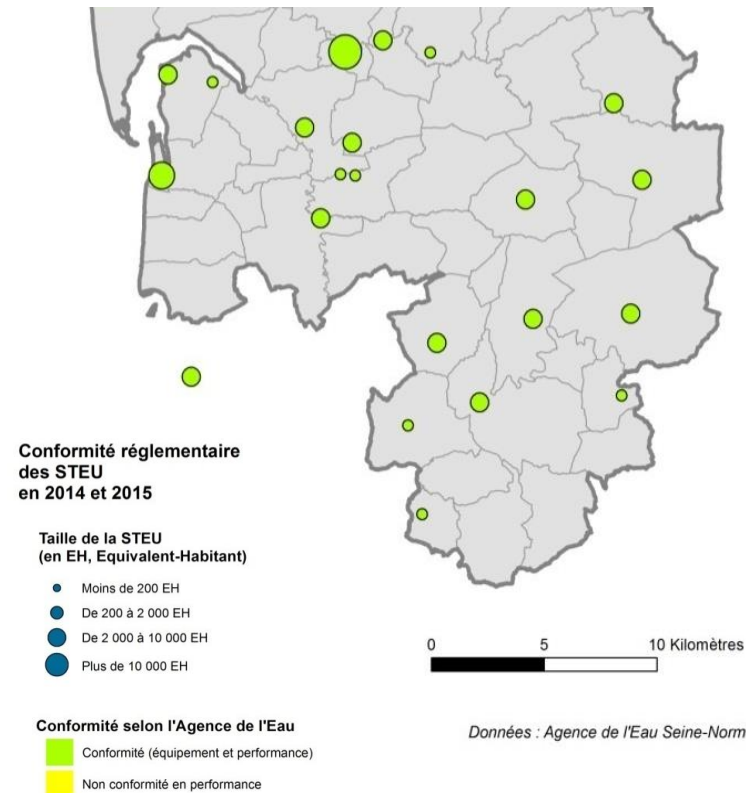 Conformité réglementaire
des STEU
en 2014 et 2015
Taille de la STEU
(en EH, Equivalent-Habitant)
Moins de 200 EH
De 200 à 2 000 EH
De 2 000 à 10 000 EH
Plus de 10 000 EH
0 5 10 Kilomètres
Conformité selon l'Agence de l'Eau
Données : Agence de l'Eau Seine-Norm
Conformité (équipement et performance)
Non conformité en performance